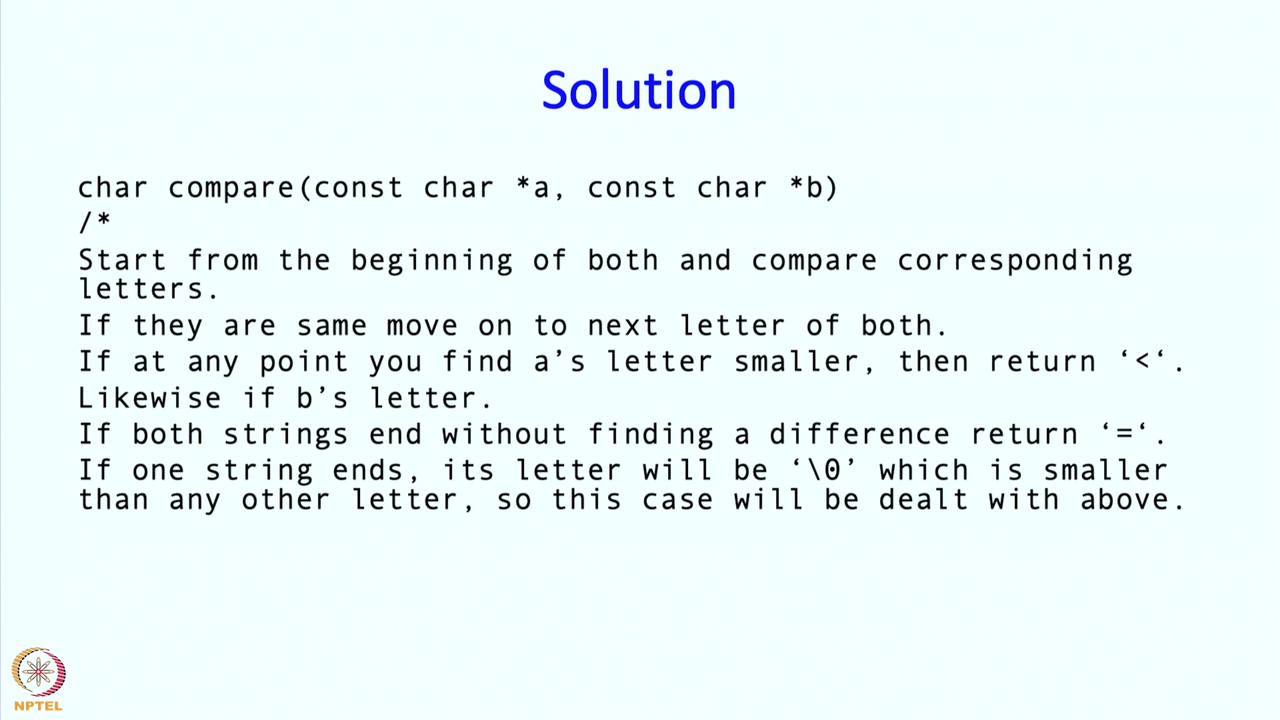 Solution
char compare(const char *a, const char *b)
/*
Start from the beginning of both and compare corresponding
letters.
If they are same move on to next letter of both.
If at any point you find a’s letter smaller, then return ‘<‘.
Likewise if b’s letter.
If both strings end without finding a difference return ‘=‘.
If one string ends, its letter will be ‘\0’ which is smaller
than any other letter, so this case will be dealt with above.
NPTEL